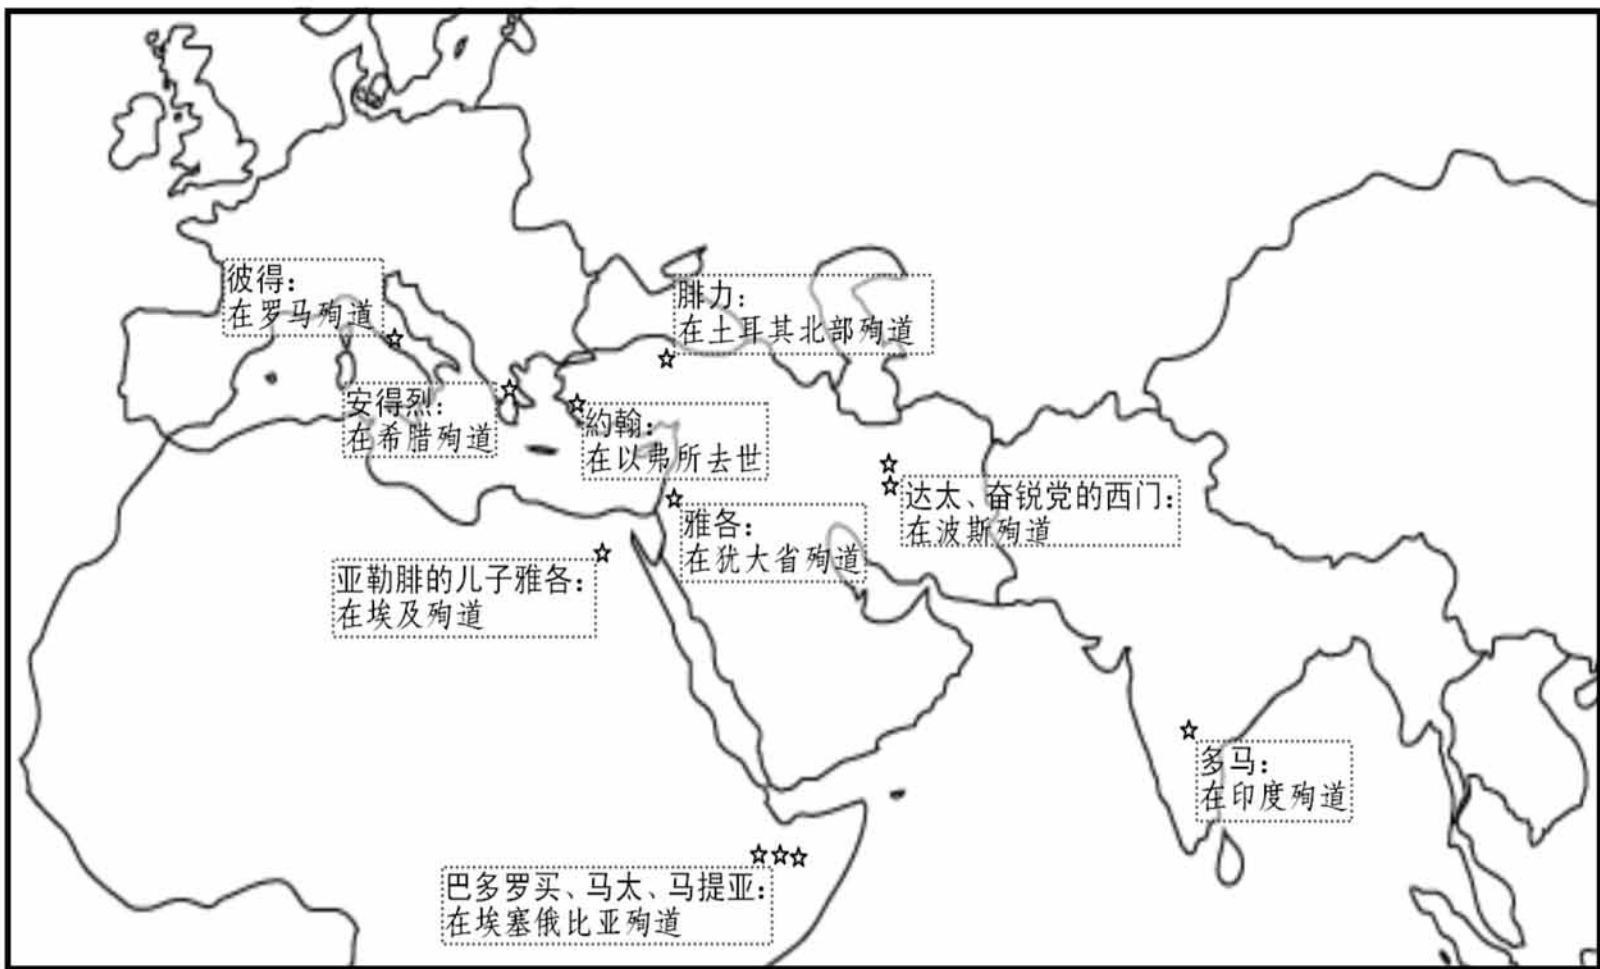 彼得：
在罗马殉道
腓力：
在土耳其北部殉道
安得烈：
在希腊殉道
約翰：
在以弗所去世
达太、奋锐党的西门：
在波斯殉道
雅各：
在犹大省殉道
亚勒腓的儿子雅各：
在埃及殉道
多马：
在印度殉道
巴多罗买、马太、马提亚：
在埃塞俄比亚殉道